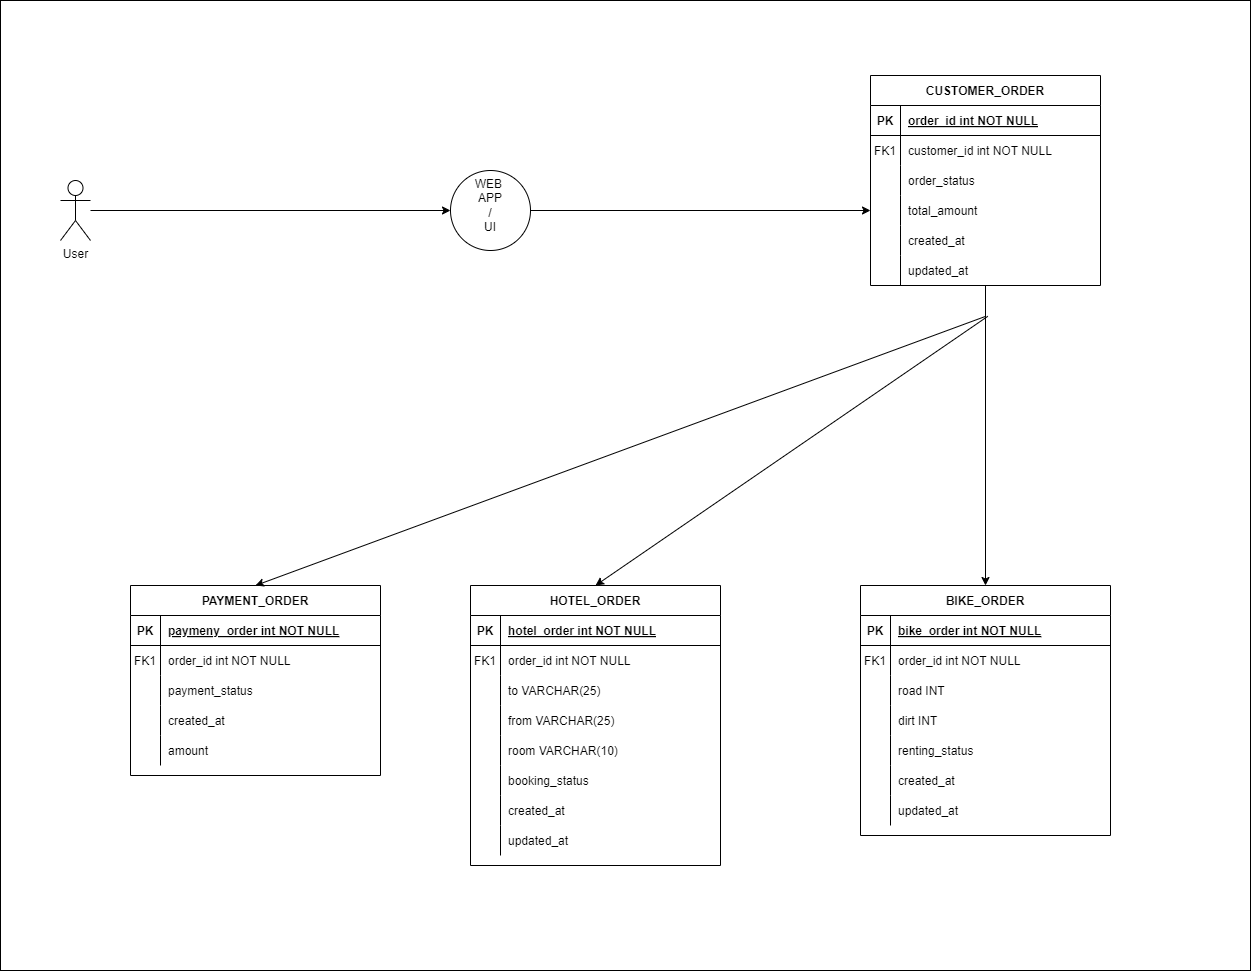 CUSTOMER_ORDER
PK order_id int NOT NULL
FK1 customer_id int NOT NULL
order_status
total_amount
created_at
updated_at
User
WEB
APP
/
UI
PAYMENT_ORDER
PK paymeny_order int NOT NULL
FK1 order_id int NOT NULL
payment_status
created_at
amount
HOTEL_ORDER
PK hotel_order int NOT NULL
FK1 order_id int NOT NULL
to VARCHAR(25)
from VARCHAR(25)
room VARCHAR(10)
booking_status
created_at
updated_at
BIKE_ORDER
PK bike_order int NOT NULL
FK1 order_id int NOT NULL
road INT
dirt INT
renting_status
created_at
updated_at